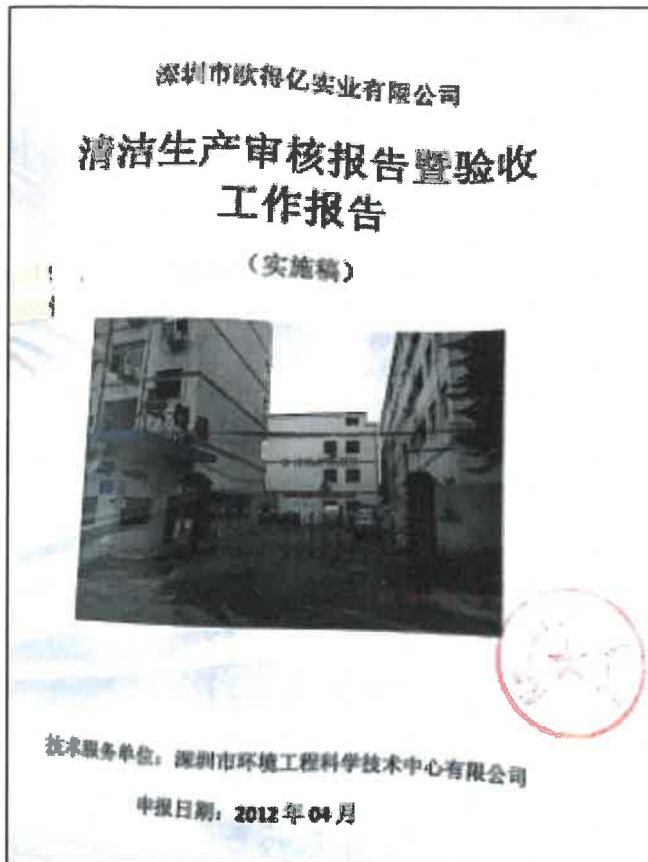 深圳市欧得亿实业有限公司
清洁生产审核报告暨验收
工作报告
（实施稿）
技术服务单位：深圳市环境工程科学技术中心有限公司
申报日期：2012年04月